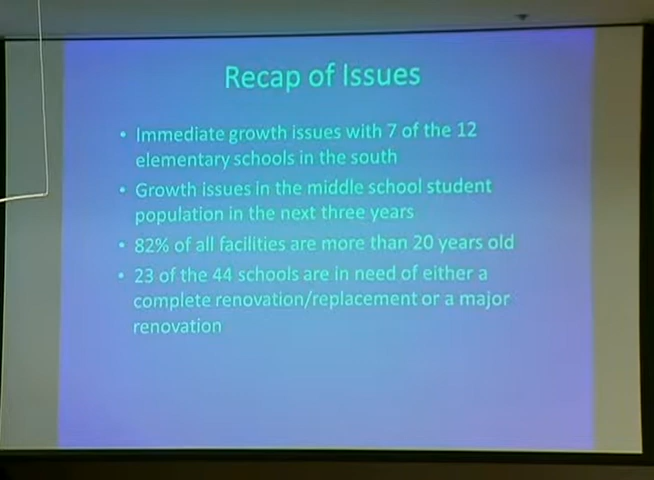 Recap of Issues
• Immediate growth issues with 7 of the 12
elementary schools in the south
• Growth issues in the middle school student
population in the next three years
• 82% of all facilities are more than 20 years old
• 23 of the 44 schools are in need of either a
complete renovation/replacement or a major
renovation